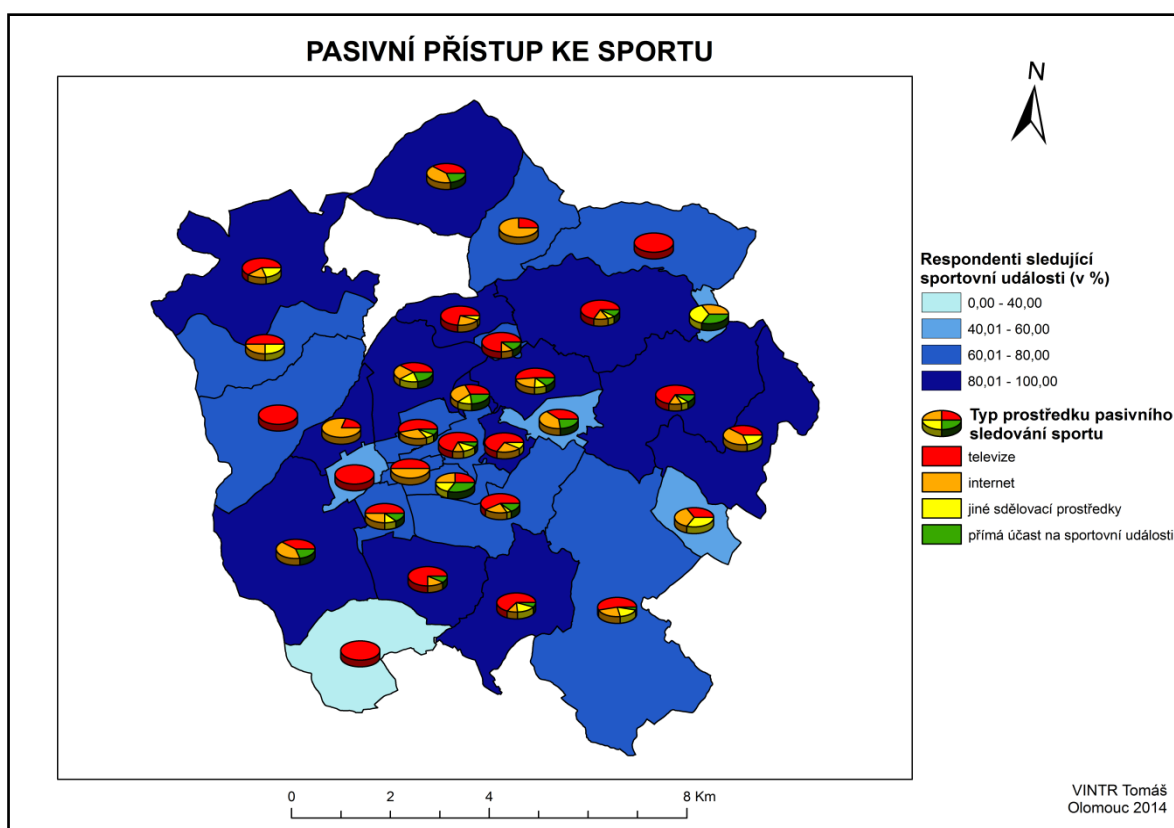 PASIVNÍ PŘÍSTUP KE SPORTU
N
Respondenti sledující
sportovní události (v %)
0,00 - 40,00
40,01 - 60,00
60,01 - 80,00
80,01 - 100,00
Typ prostředku pasivního
sledování sportu
televize
internet
jiné sdělovací prostředky
přímá účast na sportovní události
0 2 4 8 Km
VINTR Tomáš
Olomouc 2014